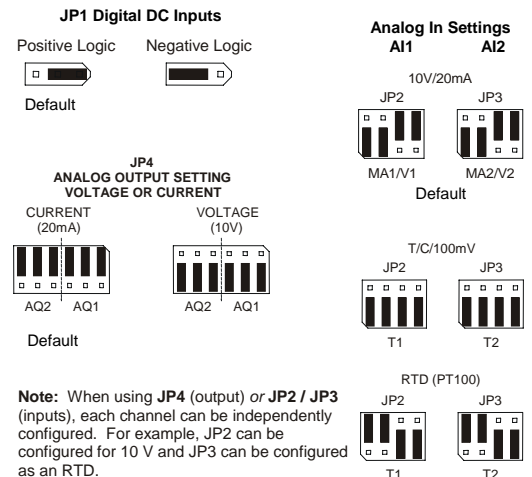 JP1 Digital DC Inputs
Positive Logic Negative Logic
Default
JP4
ANALOG OUTPUT SETTING
VOLTAGE OR CURRENT
CURRENT VOLTAGE
(20mA) (10V)
AQ2 AQ1 AQ2 AQ1
Default
Note: When using JP4 (output) or JP2 / JP3
(inputs), each channel can be independently
configured. For example, JP2 can be
configured for 10 V and JP3 can be configured
as an RTD.
Analog In Settings
AI1 AI2
10V/20mA
JP2 JP3
MA1/V1 MA2/V2
Default
T/C/100mV
JP2 JP3
T1 T2
RTD (PT100)
JP2 JP3
T1 T2